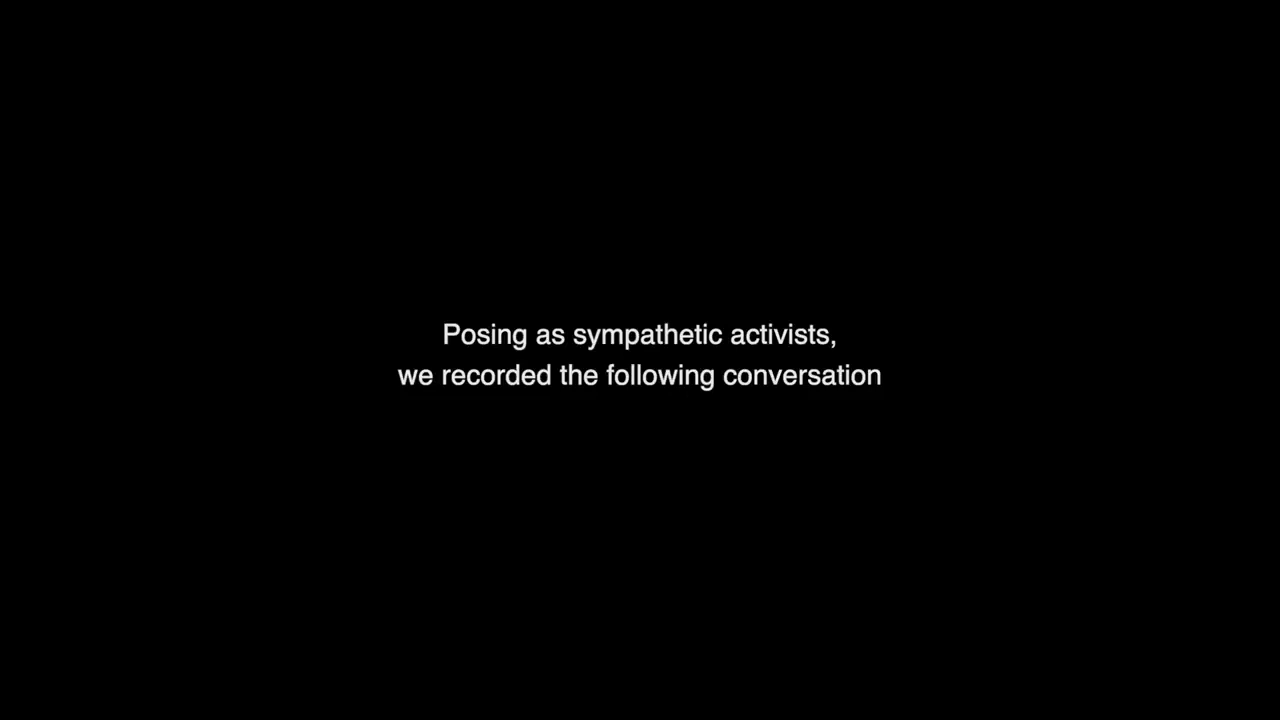 Posing as sympathetic activists,
we recorded the following conversation